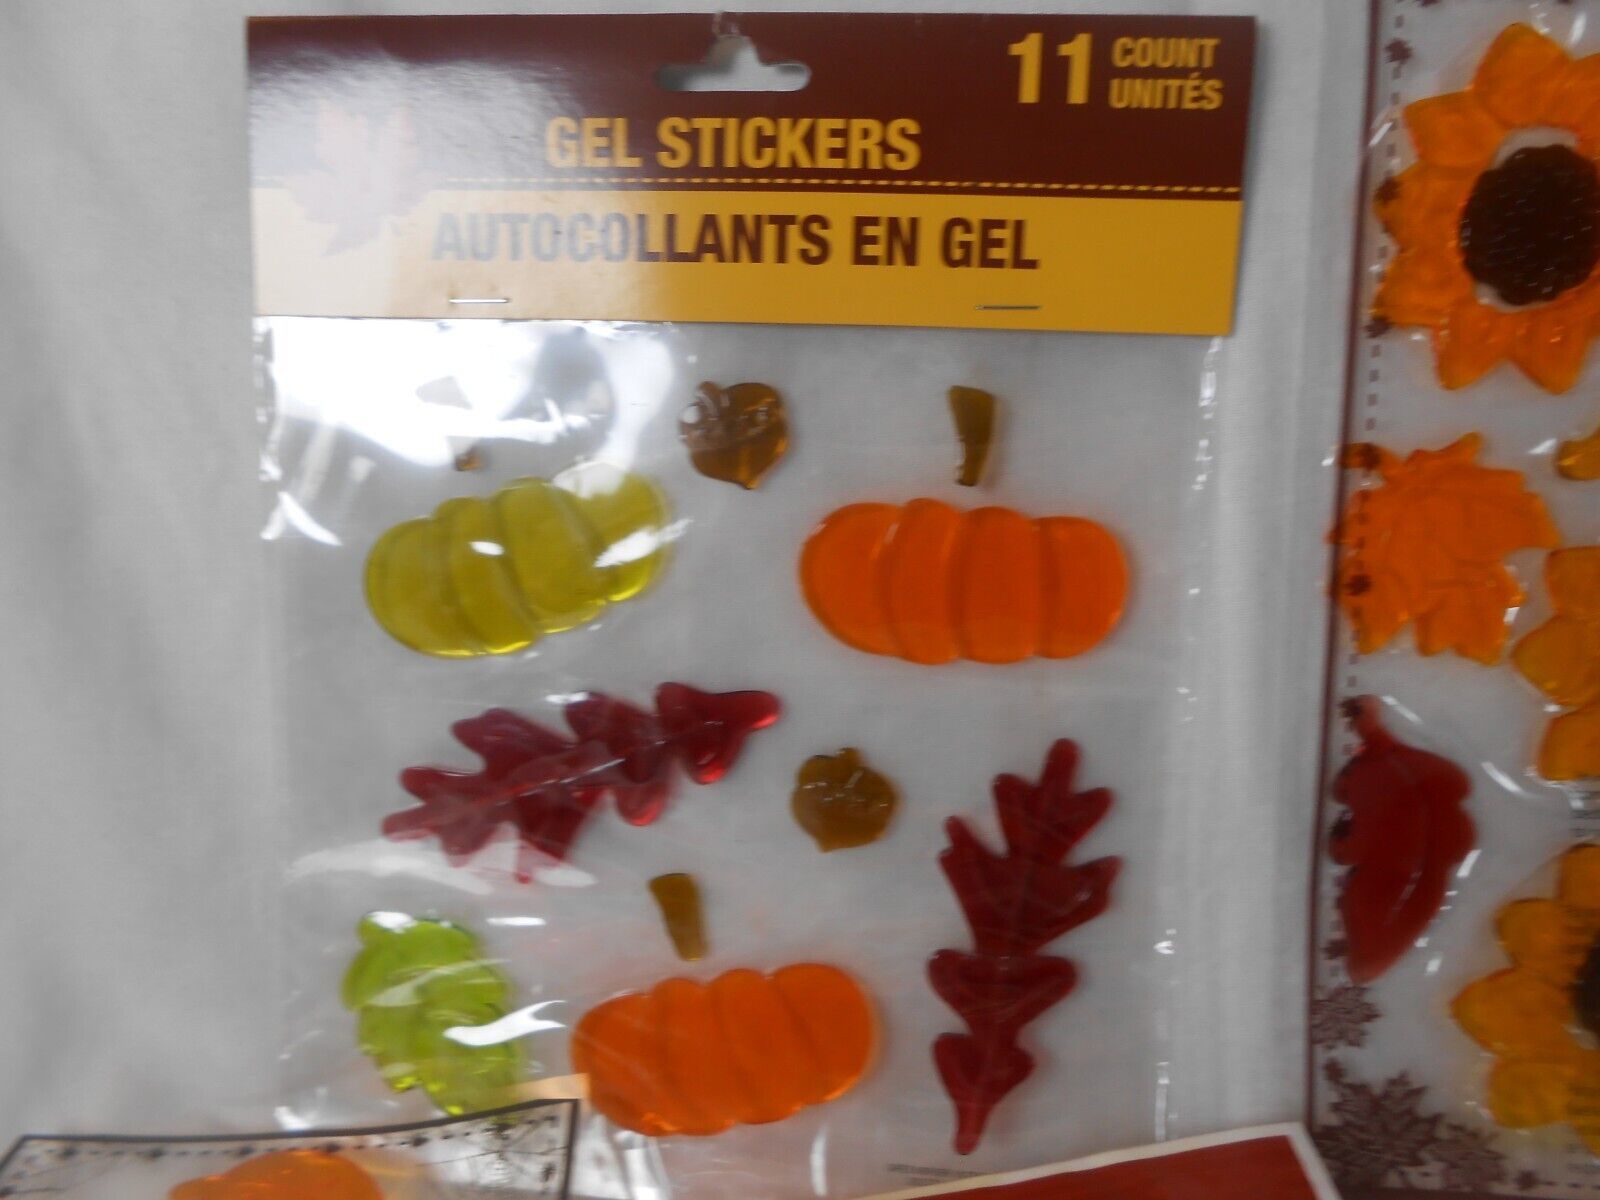 11 COUNT
UNITÉS
GEL STICKERS
AUTOCOLLANTS EN GEL